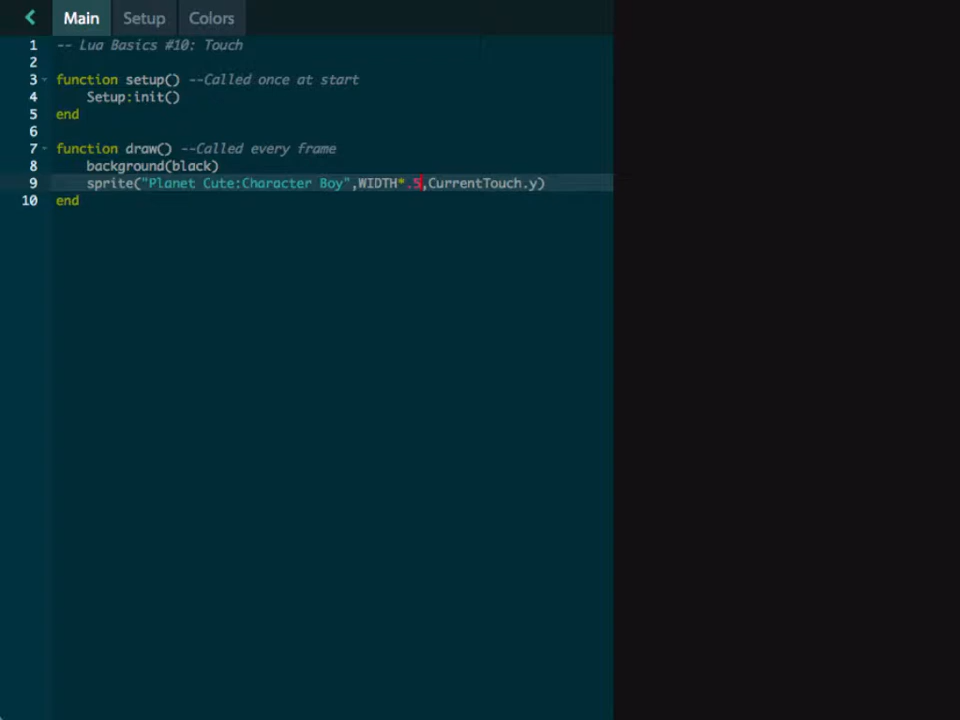 Main Setup Colors
1 -- Lua Basics #10: Touch
2
3 function setup() --Called once at start
4 Setup:init()
5 end
6
7 function draw() --Called every frame
8 background(black)
9 sprite("Planet Cute:Character Boy",WIDTH*.5,CurrentTouch.y)
10 end